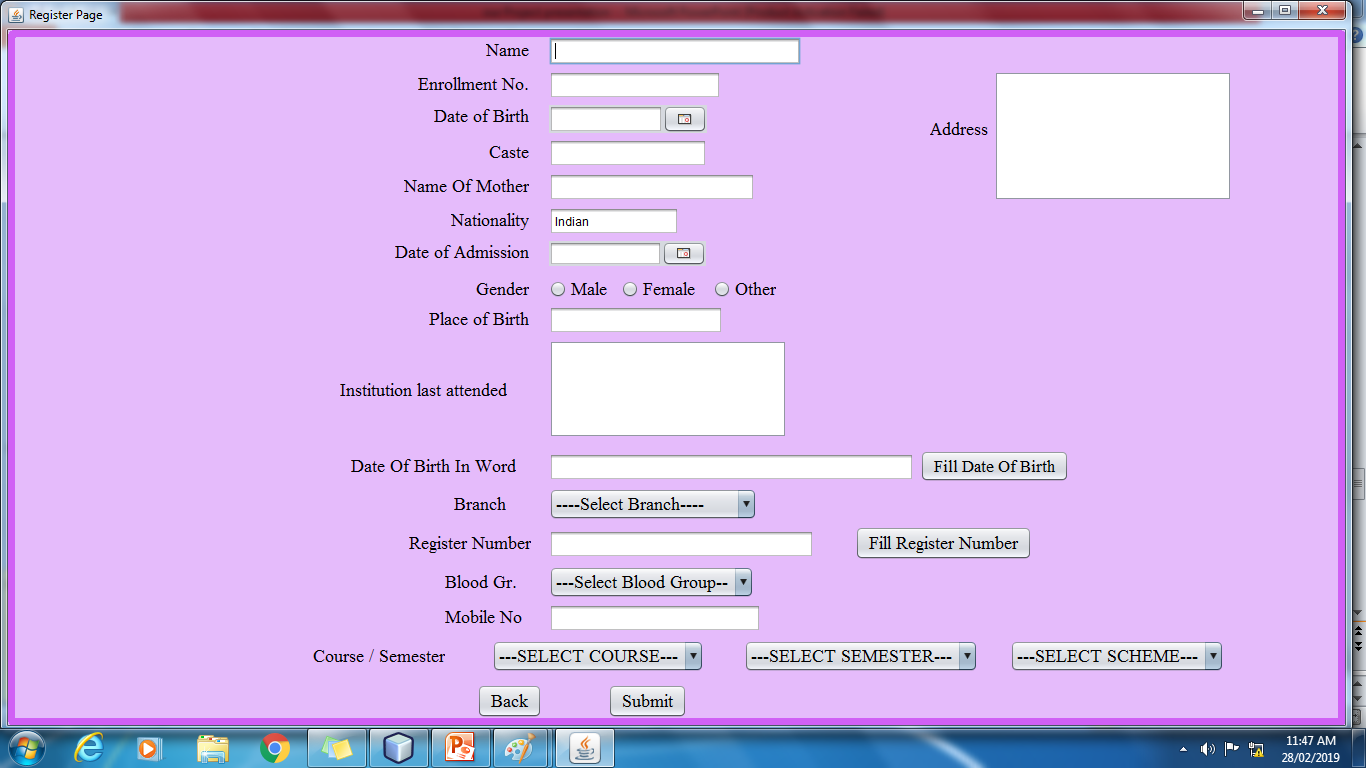 Register Page
Name
Enrollment No.
Date of Birth
Address
Caste
Name Of Mother
Nationality Indian
Date of Admission
Gender Male Female Other
Place of Birth
Institution last attended
Date Of Birth In Word Fill Date Of Birth
Branch ----Select Branch----
Register Number Fill Register Number
Blood Gr. ---Select Blood Group--
Mobile No
Course / Semester ---SELECT COURSE--- ---SELECT SEMESTER--- ---SELECT SCHEME---
Back Submit
11:47 AM
28/02/2019